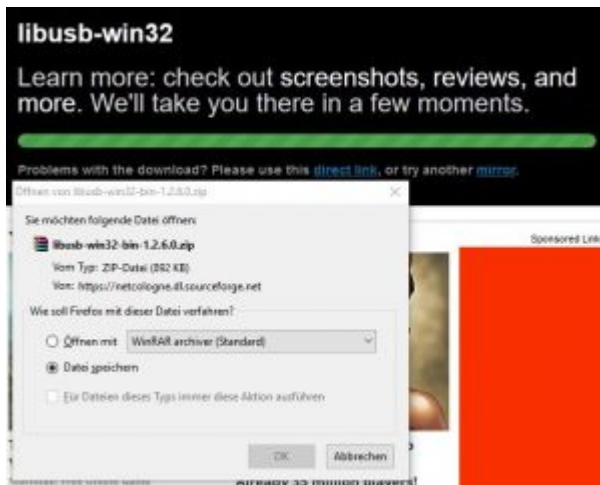 libusb-win32
Learn more: check out screenshots, reviews, and
more. We'll take you there in a few moments.
Problems with the download? Please use this direct link, or try another mirror.
Öffnen von libusb-win32-bin-1.2.6.0.zip
Sie möchten folgende Datei öffnen:
libusb-win32-bin-1.2.6.0.zip
Vom Typ: ZIP-Datei (892 KB)
Von: https://netcologne.dl.sourceforge.net
Sponsored Link
Wie soll Firefox mit dieser Datei verfahren?
Öffnen mit WinRAR archiver (Standard)
Datei speichern
Für Dateien dieses Typs immer diese Aktion ausführen
OK Abbrechen
Already 35 million players!